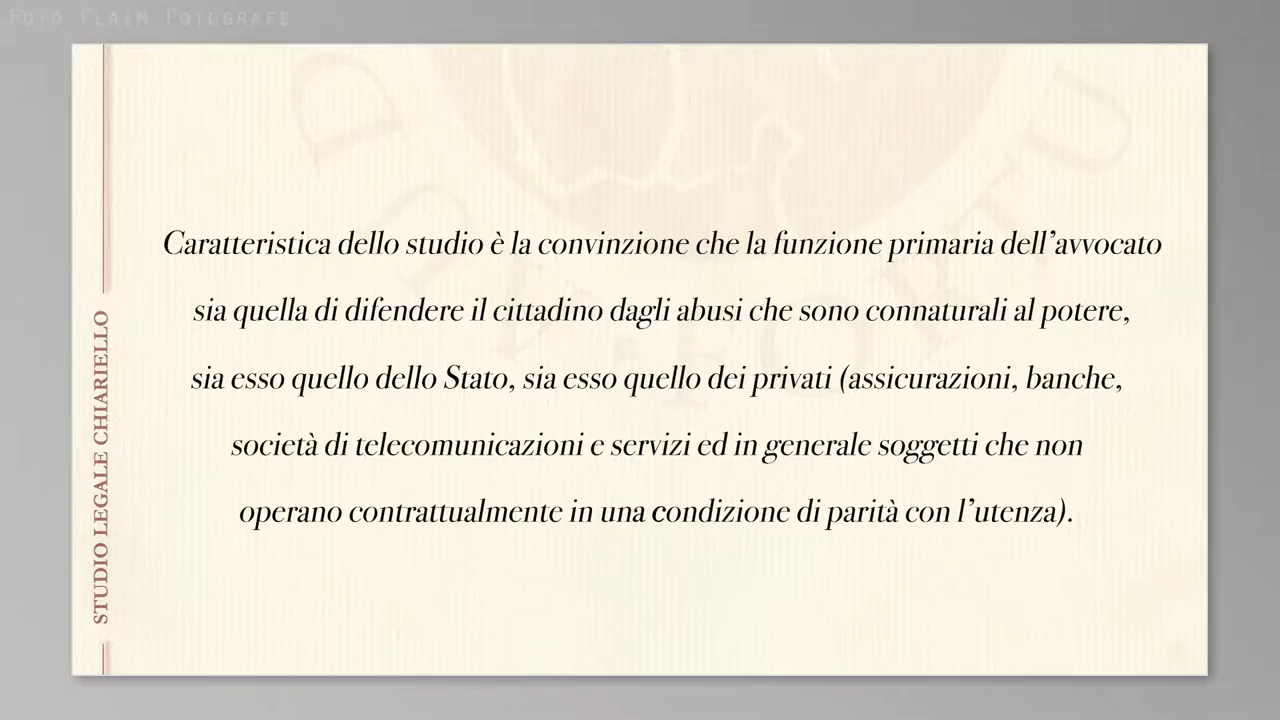 FOTO FLAIM FOTOGRAFE
Caratteristica dello studio è la convinzione che la funzione primaria dell'avvocato
sia quella di difendere il cittadino dagli abusi che sono connaturali al potere,
sia esso quello dello Stato, sia esso quello dei privati (assicurazioni, banche,
società di telecomunicazioni e servizi ed in generale soggetti che non
operano contrattualmente in una condizione di parità con l'utenza).
STUDIO LEGALE CHIARIELLO